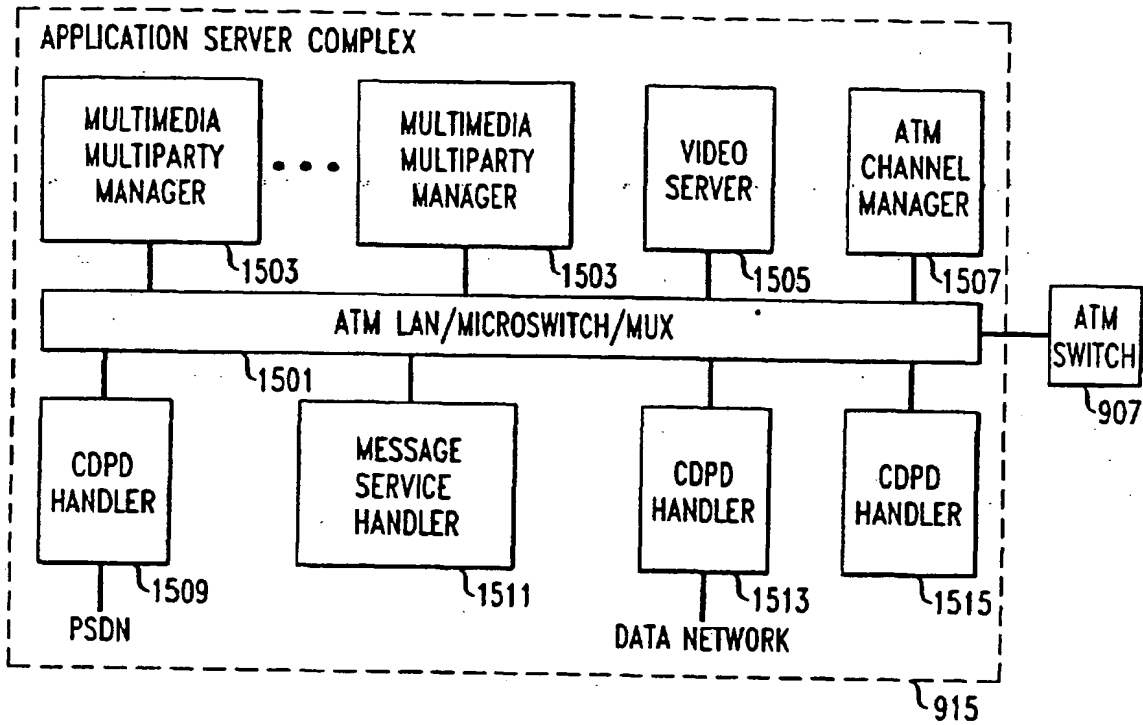 APPLICATION SERVER COMPLEX
MULTIMEDIA
MULTIPARTY
MANAGER
1503
MULTIMEDIA
MULTIPARTY
MANAGER
1503
VIDEO
SERVER
1505
ATM
CHANNEL
MANAGER
1507
ATM LAN/MICROSWITCH/MUX
1501
ATM
SWITCH
907
CDPD
HANDLER
1509
PSDN
MESSAGE
SERVICE
HANDLER
1511
CDPD
HANDLER
1513
DATA NETWORK
CDPD
HANDLER
1515
915